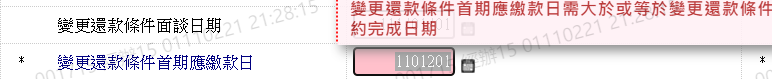 變更還款條件首期應繳款日需大於或等於變更還款條件
約完成日期
變更還款條件面談日期
* 變更還款條件首期應繳款日 1101201 *